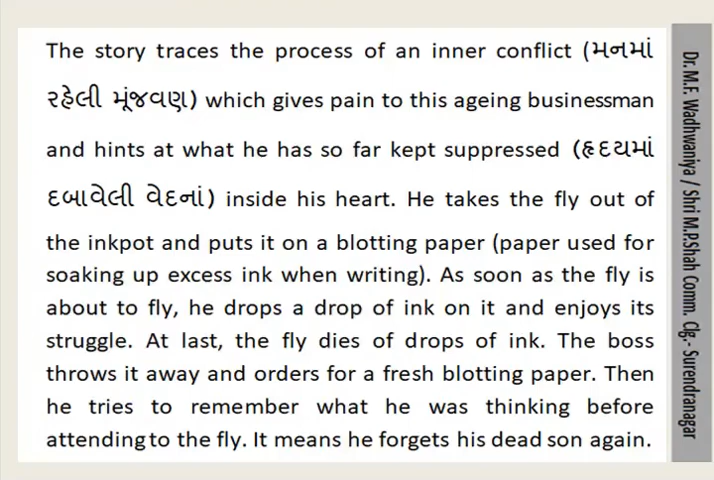 The story traces the process of an inner conflict (મનમાં
રહેલી મૂંજવણ) which gives pain to this ageing businessman
and hints at what he has so far kept suppressed (હૃદયમાં
દબાવેલી વેદનાં) inside his heart. He takes the fly out of
the inkpot and puts it on a blotting paper (paper used for
soaking up excess ink when writing). As soon as the fly is
about to fly, he drops a drop of ink on it and enjoys its
struggle. At last, the fly dies of drops of ink. The boss
throws it away and orders for a fresh blotting paper. Then
he tries to remember what he was thinking before
attending to the fly. It means he forgets his dead son again.
Dr. M.F. Wadhwaniya / Shri M.P.Shah Comm. Clg.- Surendranagar